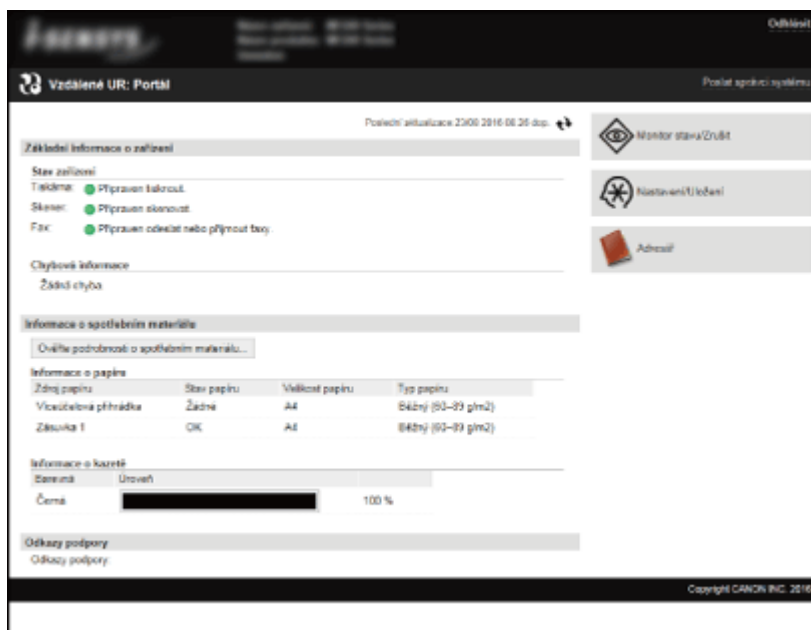 i-SENSYS
Odhlásit
Vzdálené UR: Portál
Poslat správci systému
Poslední aktualizace 23/08 2016 08:26 dop.
Základní informace o zařízení
Stav zařízení
Tiskárna: Připraven tisknout.
Skener: Připraven skenovat.
Fax: Připraven odeslat nebo přijmout faxy.
Chybová informace
Žádná chyba.
Informace o spotřebním materiálu
Ověřte podrobnosti o spotřebním materiálu...
Informace o papíru
Zdroj papíru Stav papíru Velikost papíru Typ papíru
Víceúčelová přihrádka Žádné A4 Běžný (60–89 g/m2)
Zásuvka 1 OK A4 Běžný (60–89 g/m2)
Informace o kazetě
Barevná Úroveň
Černá 100 %
Odkazy podpory
Odkazy podpory:
Monitor stavu/Zrušit
Nastavení/Uložení
Adresář
Copyright CANON INC. 2016